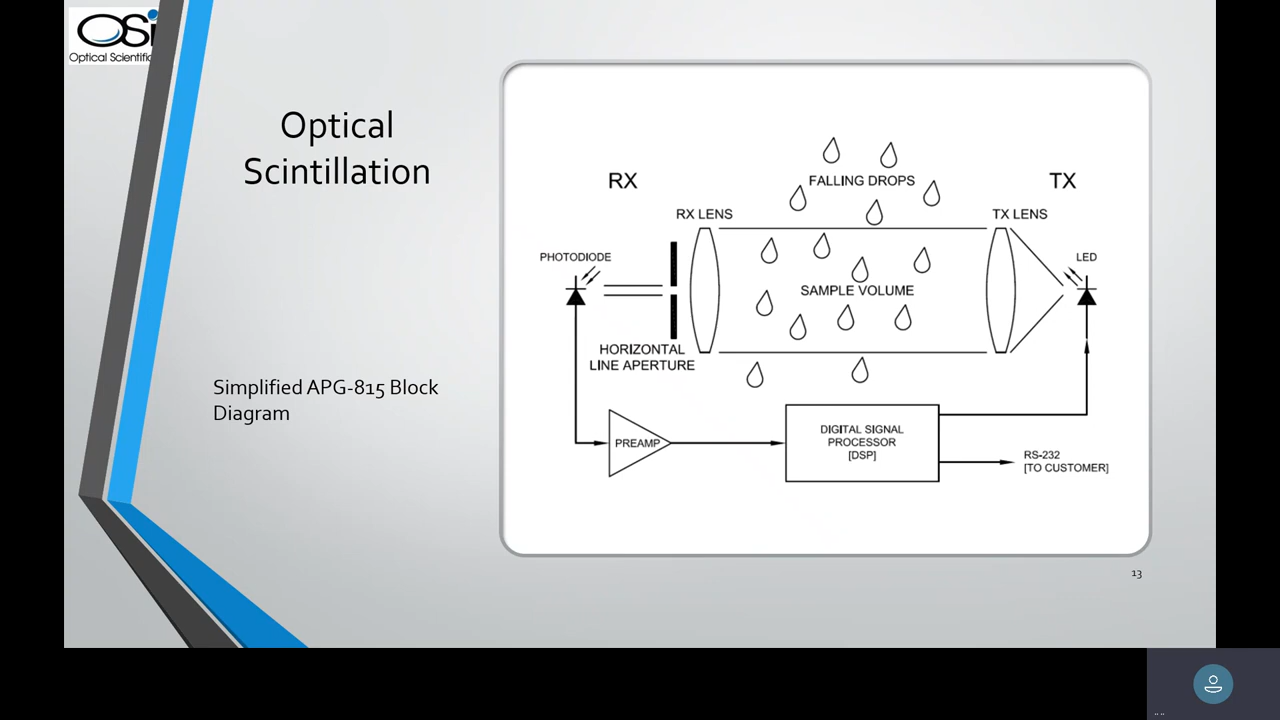 OSi
Optical Scientific
Optical
Scintillation
Simplified APG-815 Block
Diagram
FALLING DROPS
RX
TX
RX LENS
TX LENS
PHOTODIODE
LED
SAMPLE VOLUME
HORIZONTAL
LINE APERTURE
PREAMP
DIGITAL SIGNAL
PROCESSOR
[DSP]
RS-232
[TO CUSTOMER]
13